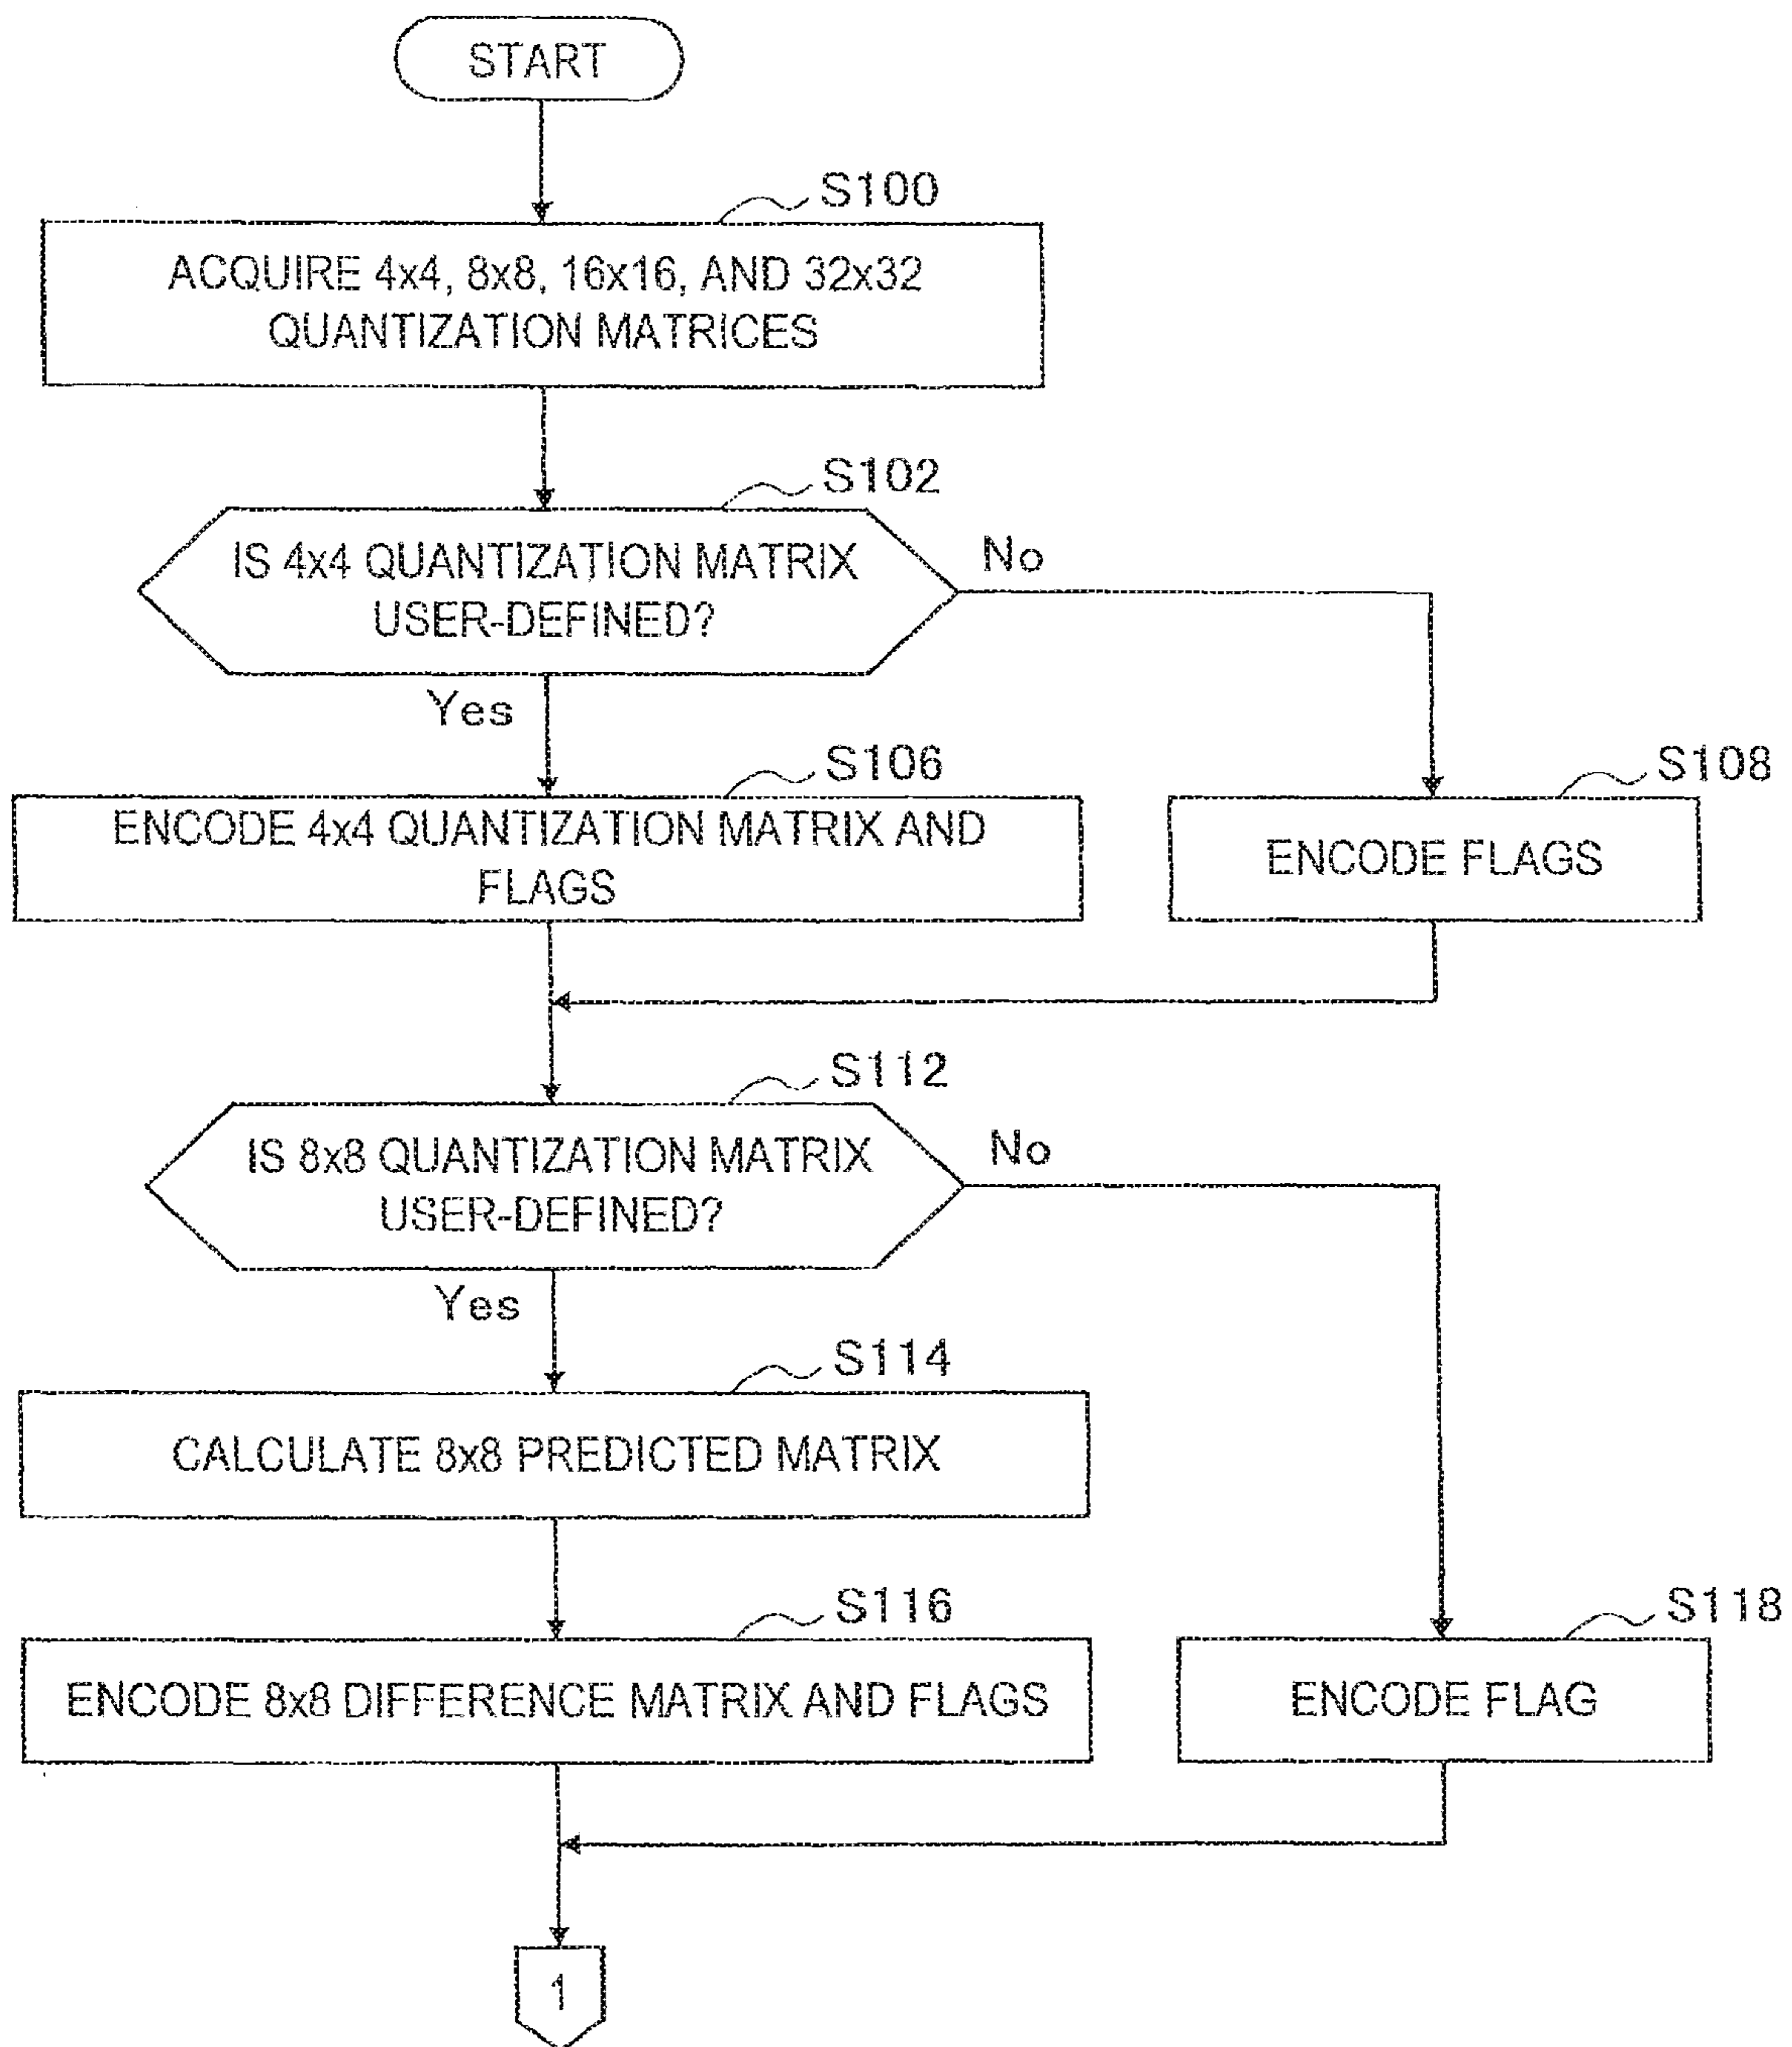 START
S100
ACQUIRE 4x4, 8x8, 16x16, AND 32x32
QUANTIZATION MATRICES
S102
IS 4x4 QUANTIZATION MATRIX
USER-DEFINED?
No
Yes
S106
S108
ENCODE 4x4 QUANTIZATION MATRIX AND
FLAGS
ENCODE FLAGS
S112
IS 8x8 QUANTIZATION MATRIX
USER-DEFINED?
No
Yes
S114
CALCULATE 8x8 PREDICTED MATRIX
S116
S118
ENCODE 8x8 DIFFERENCE MATRIX AND FLAGS
ENCODE FLAG
1